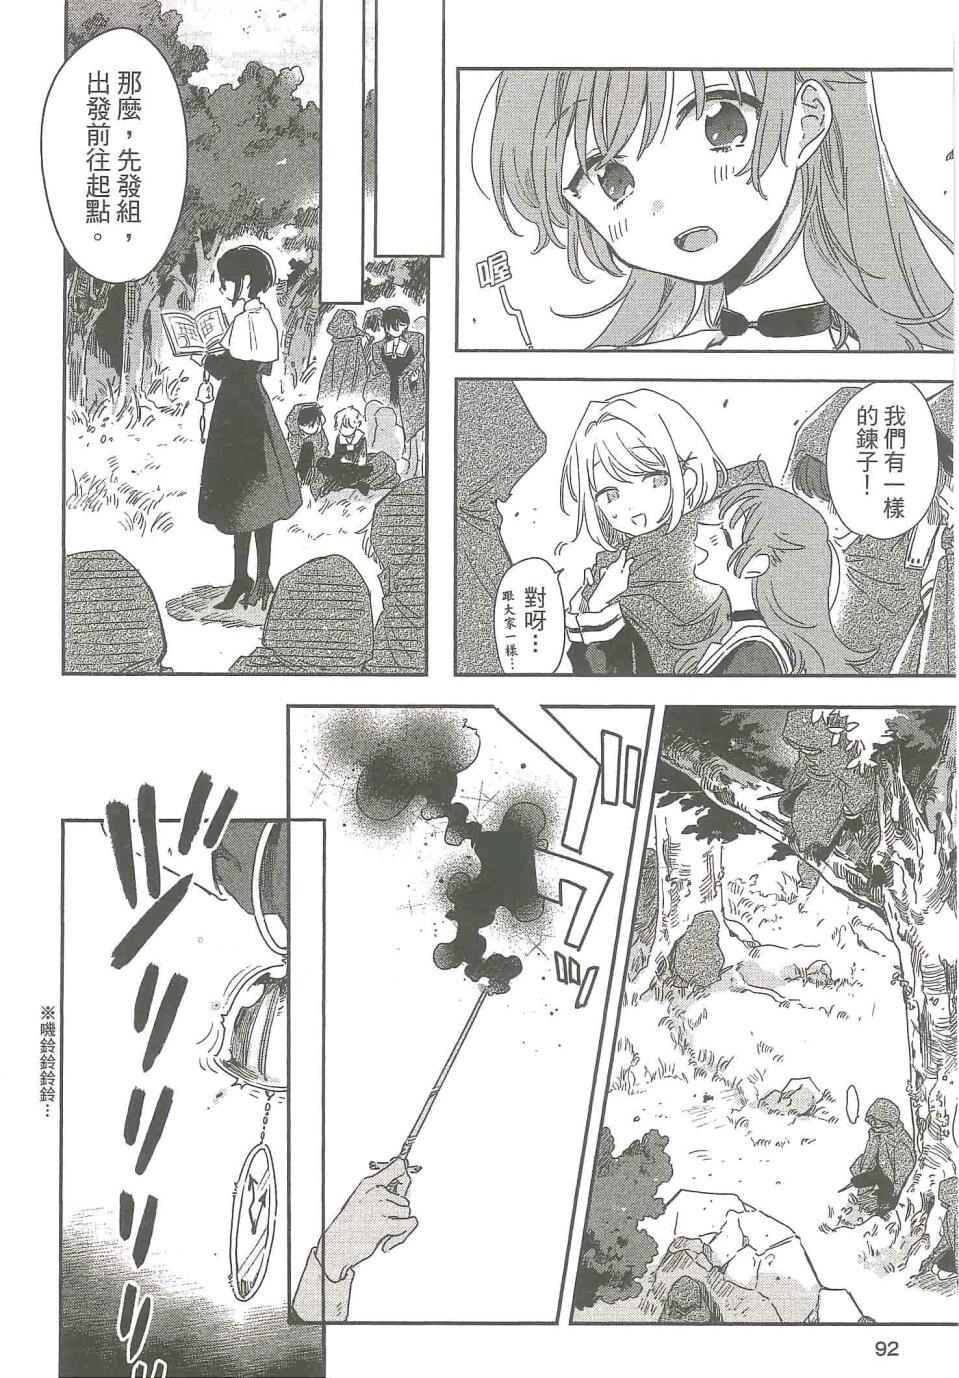 喔
我們有一樣
的鍊子！
對呀…
跟大家一樣…
那麼，先發組，
出發前往起點。
※嘰鈴鈴鈴鈴…
92